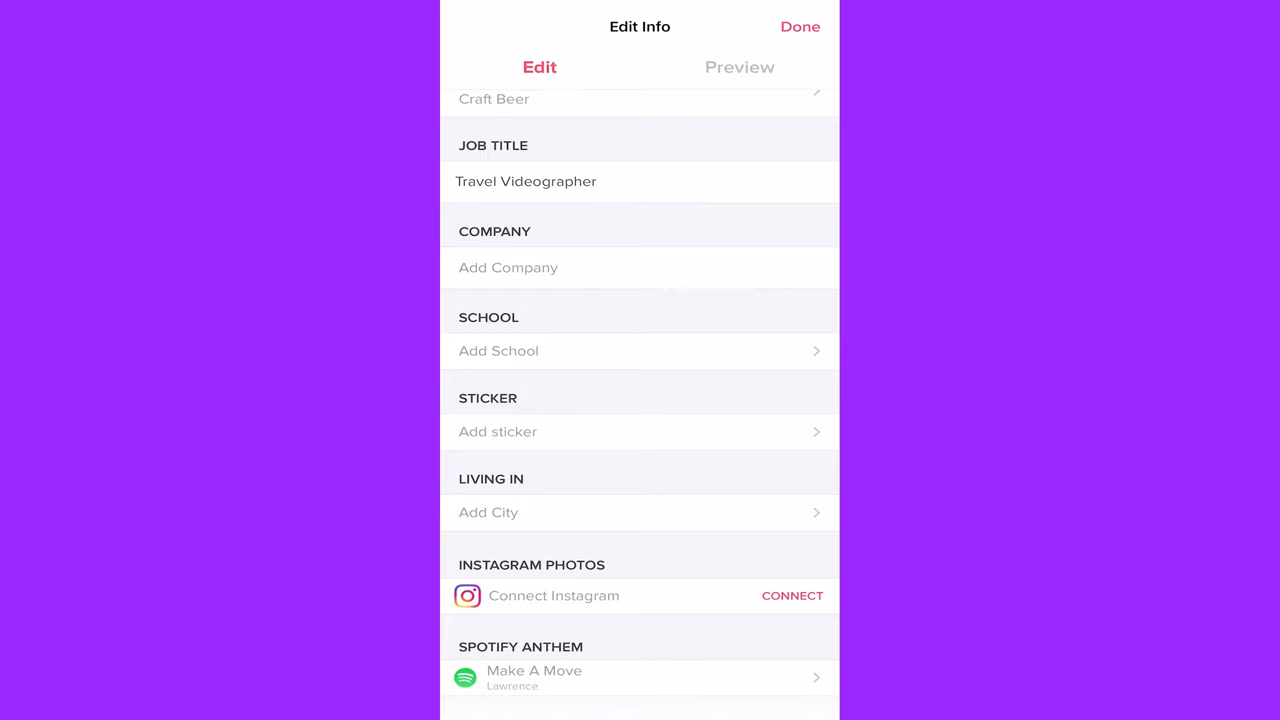 Edit Info
Done
Edit
Preview
Craft Beer
JOB TITLE
Travel Videographer
COMPANY
Add Company
SCHOOL
Add School
STICKER
Add sticker
LIVING IN
Add City
INSTAGRAM PHOTOS
Connect Instagram
CONNECT
SPOTIFY ANTHEM
Make A Move
Lawrence